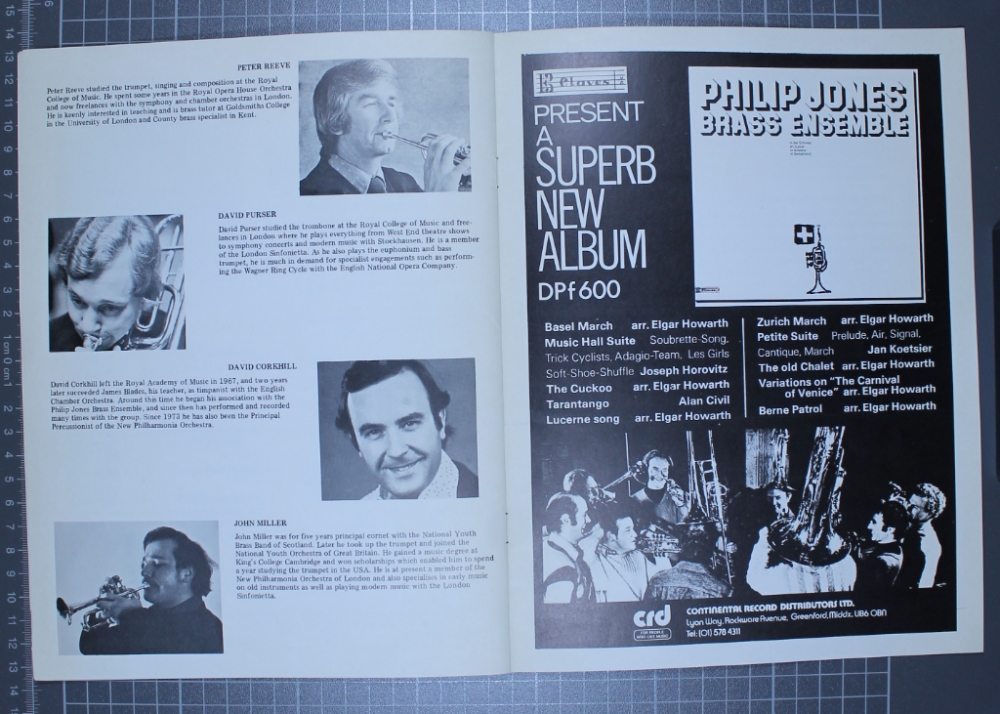 PETER REEVE
Peter Reeve studied the trumpet, singing and composition at the Royal
College of Music. He spent some years in the Royal Opera House Orchestra
and now freelances with the symphony and chamber orchestras in London.
He is keenly interested in teaching and is brass tutor at Goldsmiths College
in the University of London and County brass specialist in Kent.
DAVID PURSER
David Purser studied the trombone at the Royal College of Music and free-
lances in London where he plays everything from West End theatre shows
to symphony concerts and modern music with Stockhausen. He is a member
of the London Sinfonietta. As he also plays the euphonium and bass
trumpet, he is much in demand for specialist engagements such as perform-
ing the Wagner Ring Cycle with the English National Opera Company.
DAVID CORKHILL
David Corkhill left the Royal Academy of Music in 1967, and two years
later succeeded James Blades, his teacher, as timpanist with the English
Chamber Orchestra. Around this time he began his association with the
Philip Jones Brass Ensemble, and since then has performed and recorded
many times with the group. Since 1973 he has also been the Principal
Percussionist of the New Philharmonia Orchestra.
JOHN MILLER
John Miller was for five years principal cornet with the National Youth
Brass Band of Scotland. Later he took up the trumpet and joined the
National Youth Orchestra of Great Britain. He gained a music degree at
King's College Cambridge and won scholarships which enabled him to spend
a year studying the trumpet in the USA. He is at present a member of the
New Philharmonia Orchestra of London and also specialises in early music
on old instruments as well as playing modern music with the London
Sinfonietta.
Claves
PRESENT
A
SUPERB
NEW
ALBUM
DPf600
PHILIP JONES
BRASS ENSEMBLE
Basel March arr. Elgar Howarth
Music Hall Suite Soubrette-Song,
Trick Cyclists, Adagio-Team, Les Girls
Soft-Shoe-Shuffle Joseph Horovitz
The Cuckoo arr. Elgar Howarth
Tarantango Alan Civil
Lucerne song arr. Elgar Howarth
Zurich March arr. Elgar Howarth
Petite Suite Prelude, Air, Signal,
Cantique, March Jan Koetsier
The old Chalet arr. Elgar Howarth
Variations on "The Carnival
of Venice" arr. Elgar Howarth
Berne Patrol arr. Elgar Howarth
crd
FOR PEOPLE
WHO LIKE MUSIC
CONTINENTAL RECORD DISTRIBUTORS LTD.
Lyon Way, Rockware Avenue, Greenford, Middx. UB6 0BN
Tel: (01) 578 4311